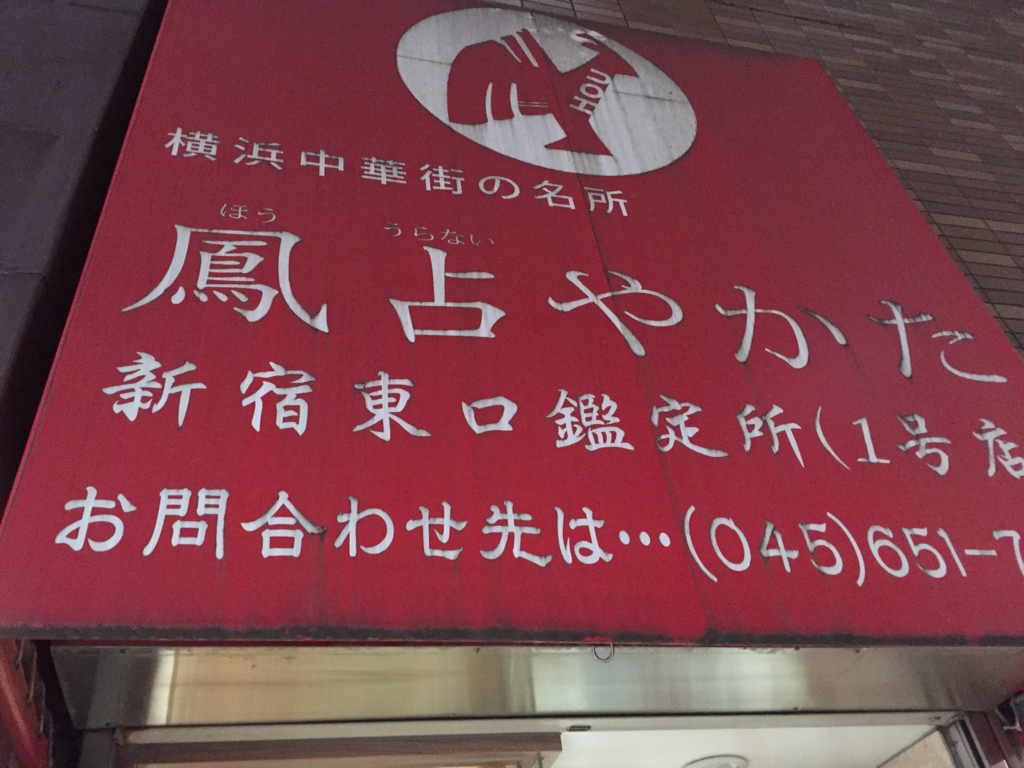 HOU
横浜中華街の名所
ほう うらない
鳳占やかた
新宿東口鑑定所(1号店
お問合わせ先は…(045)651-7